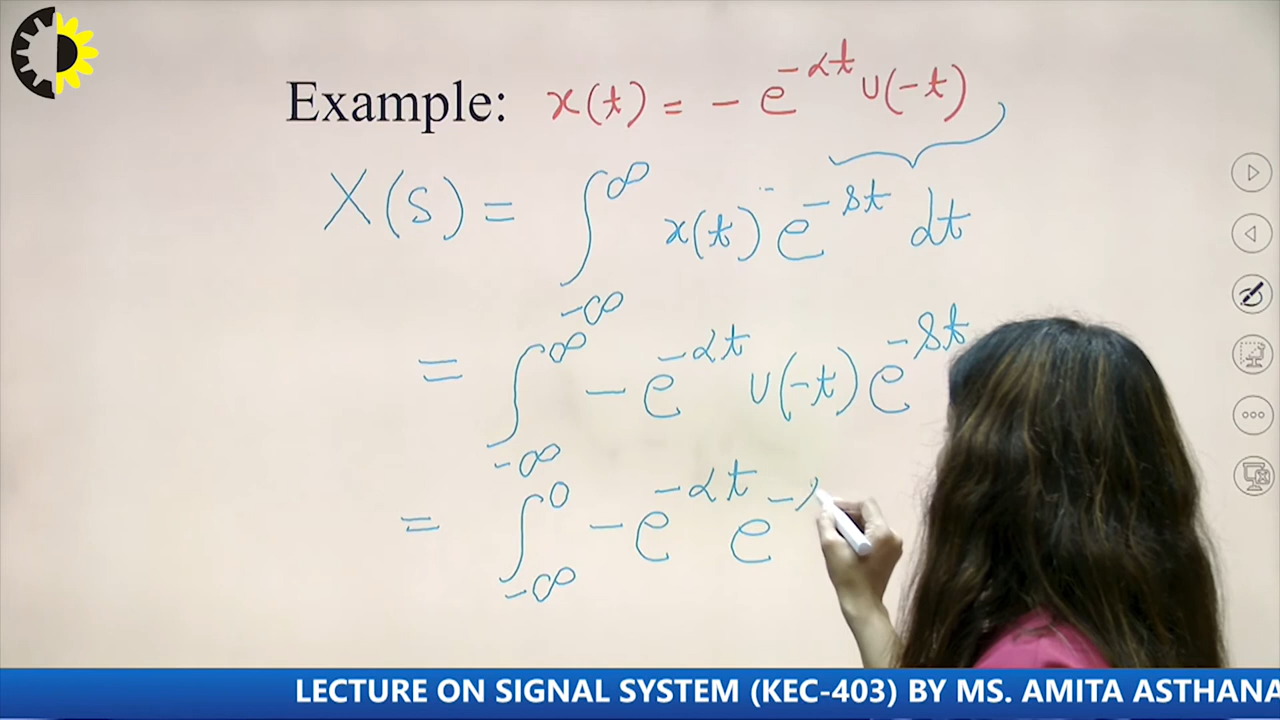 Example: x(t) = - e^{-αt} u(-t)
X(s) = ∫_{-∞}^{∞} x(t) e^{-st} dt
= ∫_{-∞}^{∞} - e^{-αt} u(-t) e^{-st}
= ∫_{-∞}^{0} - e^{-αt} e^{-s
LECTURE ON SIGNAL SYSTEM (KEC-403) BY MS. AMITA ASTHANA